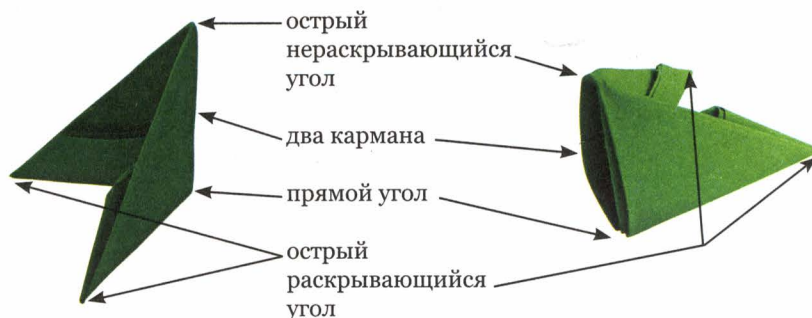 острый
нераскрывающийся
угол
два кармана
прямой угол
острый
раскрывающийся
угол